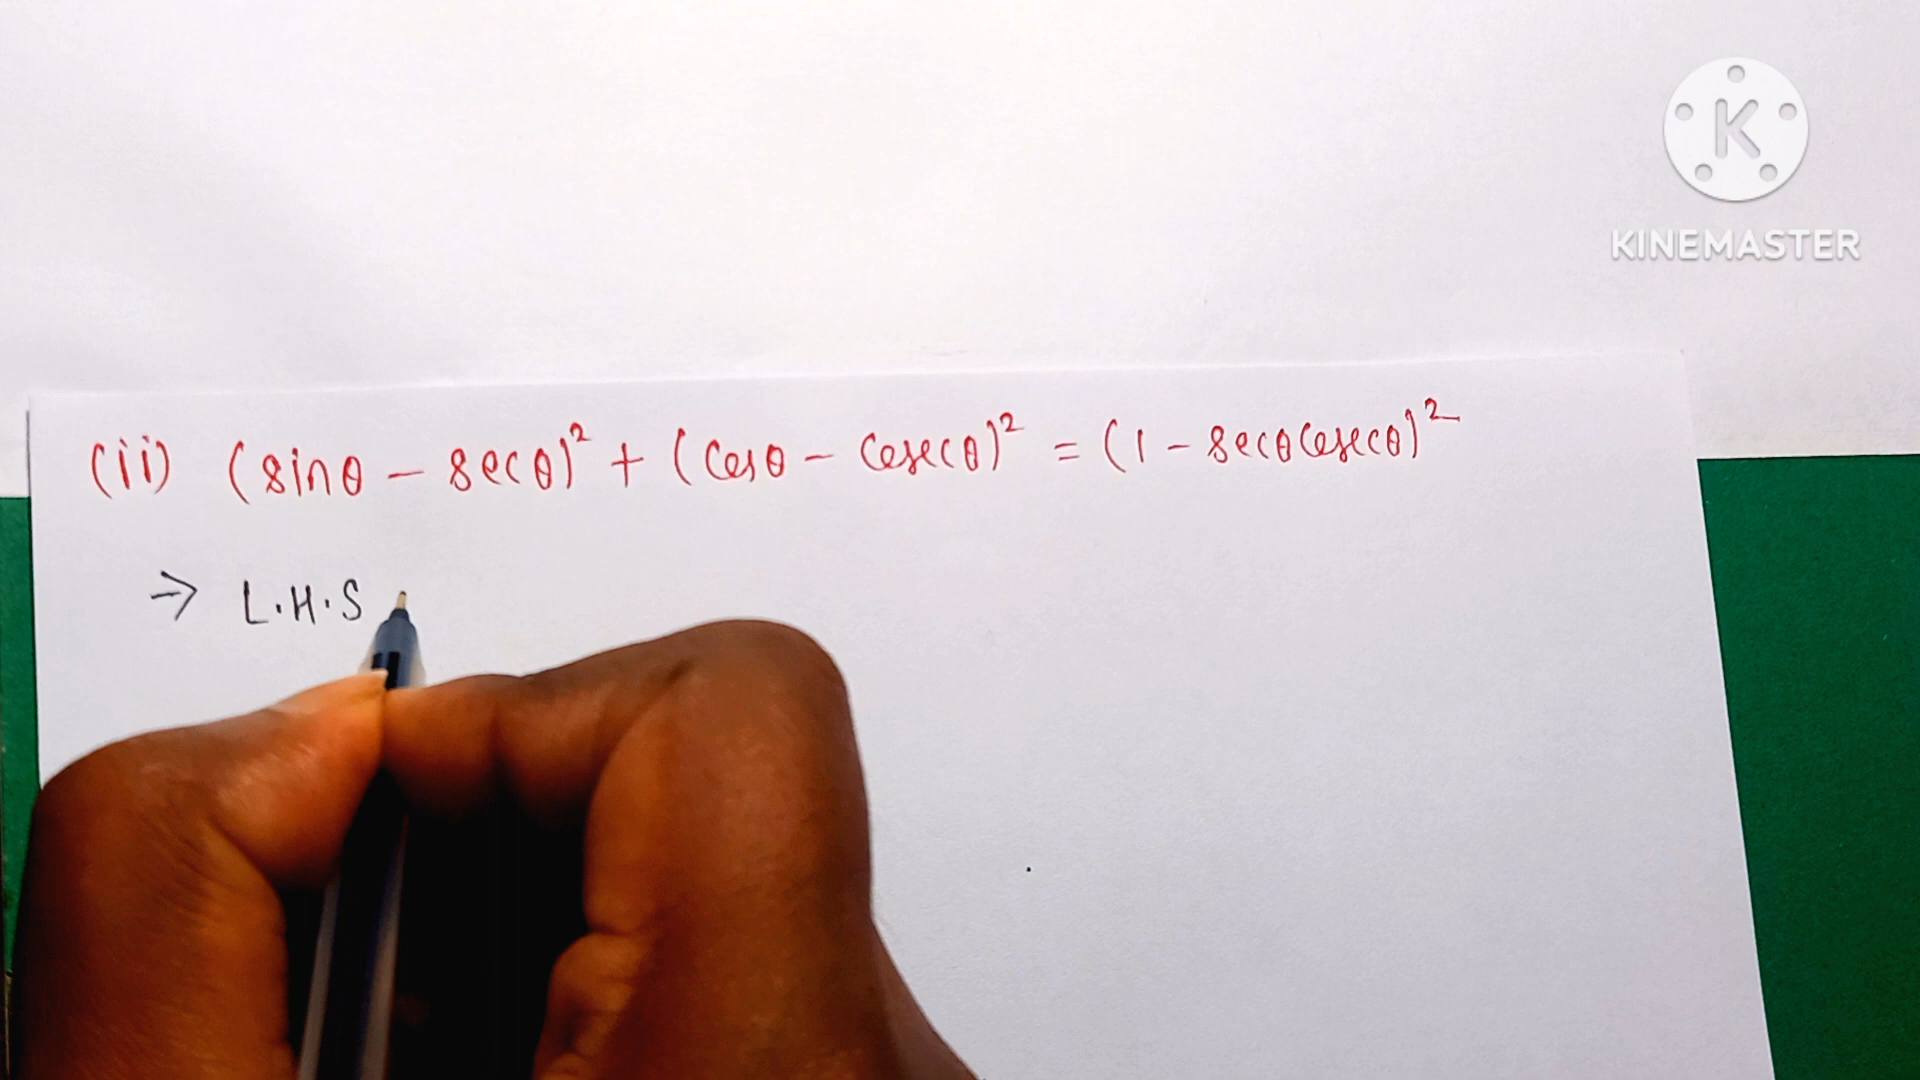 K
KINEMASTER
(ii) (sinθ - secθ)² + (cosθ - cosecθ)² = (1 - secθcosecθ)²
→ L.H.S